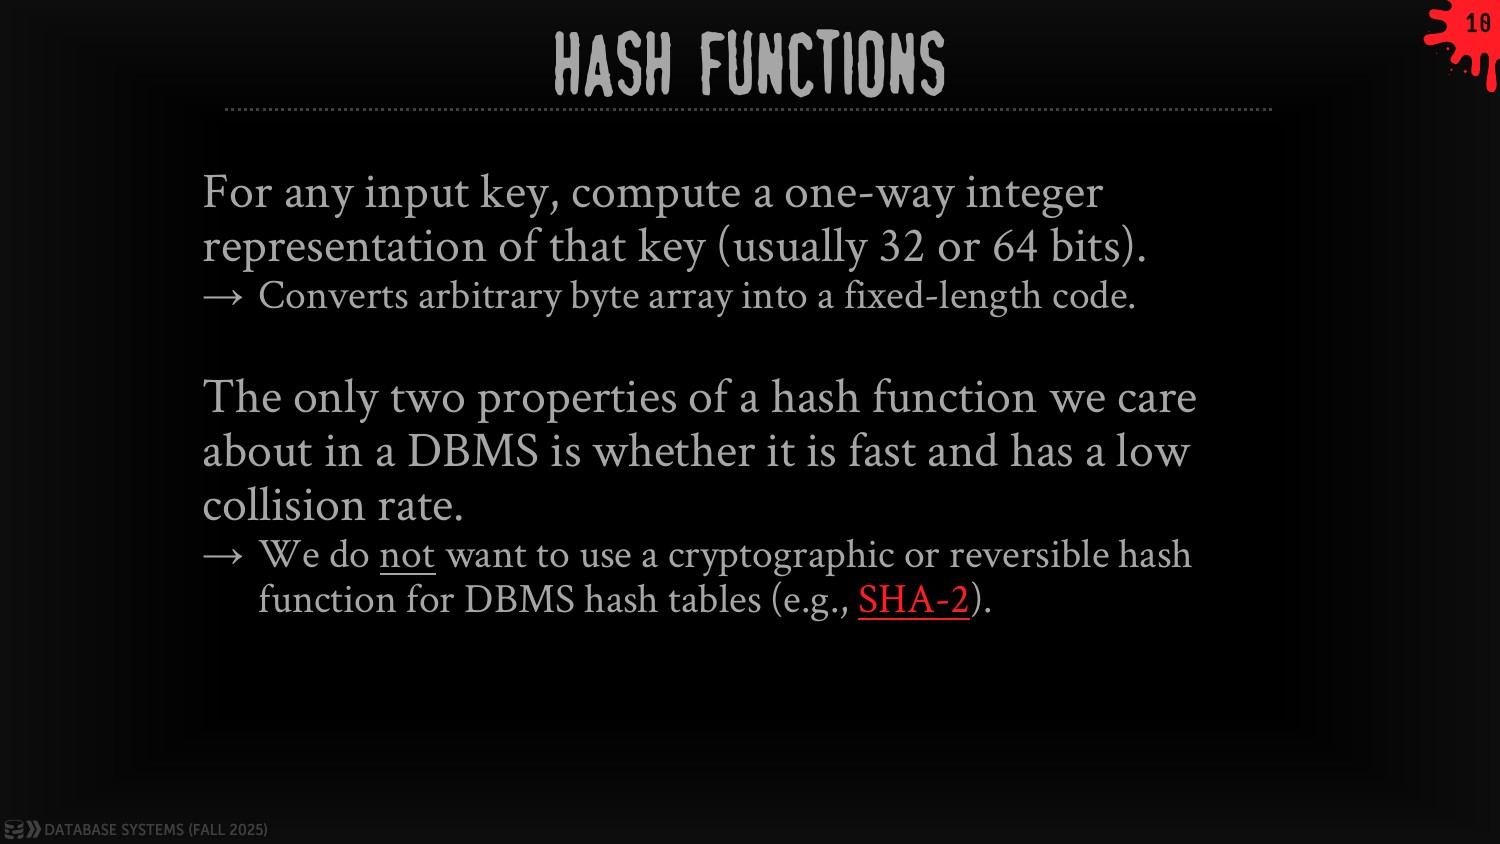 10
HASH FUNCTIONS
For any input key, compute a one-way integer
representation of that key (usually 32 or 64 bits).
→ Converts arbitrary byte array into a fixed-length code.
The only two properties of a hash function we care
about in a DBMS is whether it is fast and has a low
collision rate.
→ We do not want to use a cryptographic or reversible hash
function for DBMS hash tables (e.g., SHA-2).
DATABASE SYSTEMS (FALL 2025)